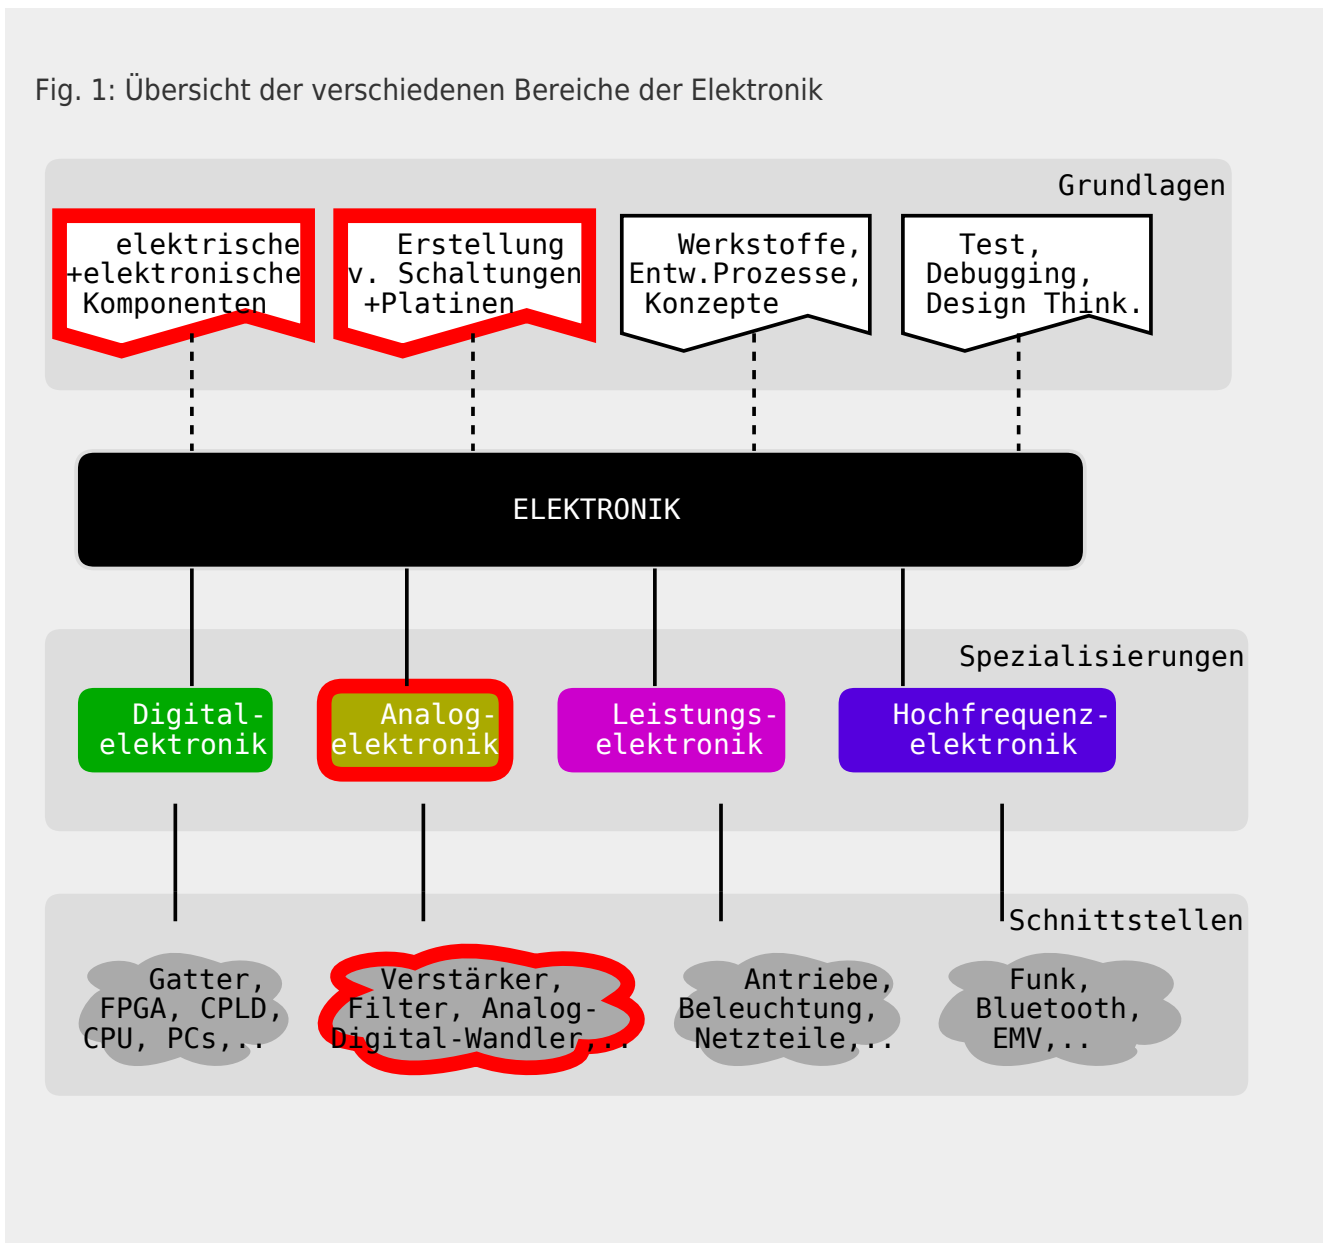 Fig. 1: Übersicht der verschiedenen Bereiche der Elektronik
Grundlagen
elektrische
+elektronische
Komponenten
Erstellung
v. Schaltungen
+Platinen
Werkstoffe,
Entw.Prozesse,
Konzepte
Test,
Debugging,
Design Think.
ELEKTRONIK
Spezialisierungen
Digital-
elektronik
Analog-
elektronik
Leistungs-
elektronik
Hochfrequenz-
elektronik
Schnittstellen
Gatter,
FPGA, CPLD,
CPU, PCs,..
Verstärker,
Filter, Analog-
Digital-Wandler,..
Antriebe,
Beleuchtung,
Netzteile,..
Funk,
Bluetooth,
EMV,..